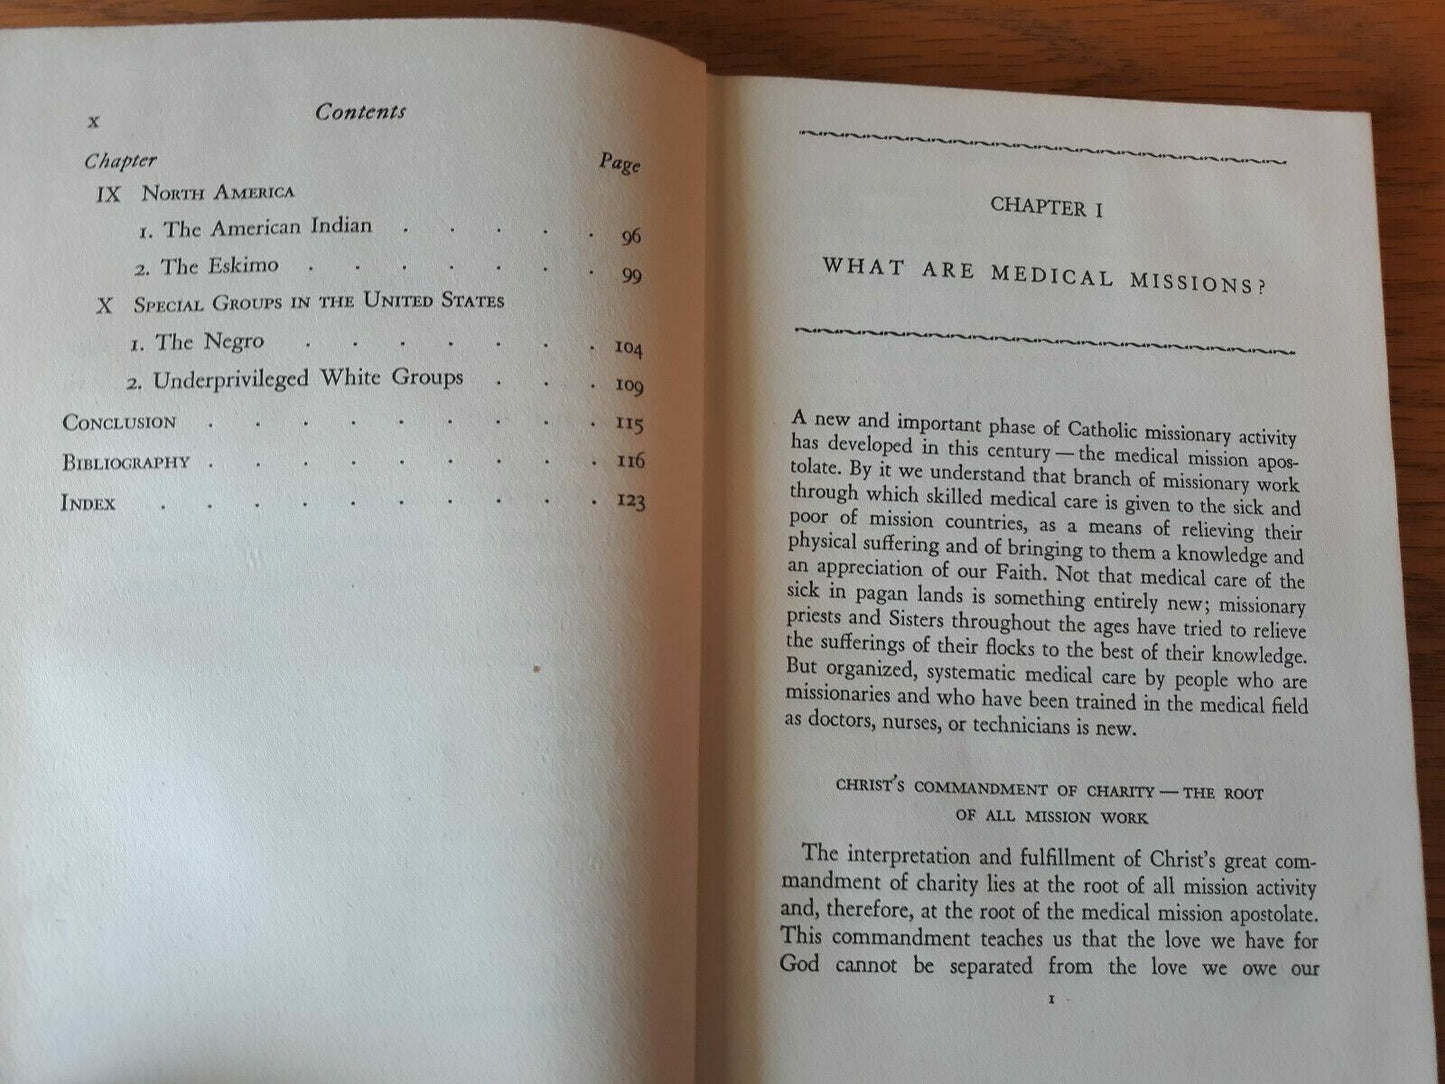 x Contents
Chapter Page
IX NORTH AMERICA
1. The American Indian . . . . . 96
2. The Eskimo . . . . . . . 99
X SPECIAL GROUPS IN THE UNITED STATES
1. The Negro . . . . . . . 104
2. Underprivileged White Groups . . . 109
CONCLUSION . . . . . . . . . 115
BIBLIOGRAPHY . . . . . . . . . 116
INDEX . . . . . . . . . . 123
CHAPTER I
WHAT ARE MEDICAL MISSIONS?
A new and important phase of Catholic missionary activity
has developed in this century — the medical mission apos-
tolate. By it we understand that branch of missionary work
through which skilled medical care is given to the sick and
poor of mission countries, as a means of relieving their
physical suffering and of bringing to them a knowledge and
an appreciation of our Faith. Not that medical care of the
sick in pagan lands is something entirely new; missionary
priests and Sisters throughout the ages have tried to relieve
the sufferings of their flocks to the best of their knowledge.
But organized, systematic medical care by people who are
missionaries and who have been trained in the medical field
as doctors, nurses, or technicians is new.
CHRIST'S COMMANDMENT OF CHARITY — THE ROOT
OF ALL MISSION WORK
The interpretation and fulfillment of Christ's great com-
mandment of charity lies at the root of all mission activity
and, therefore, at the root of the medical mission apostolate.
This commandment teaches us that the love we have for
God cannot be separated from the love we owe our
1